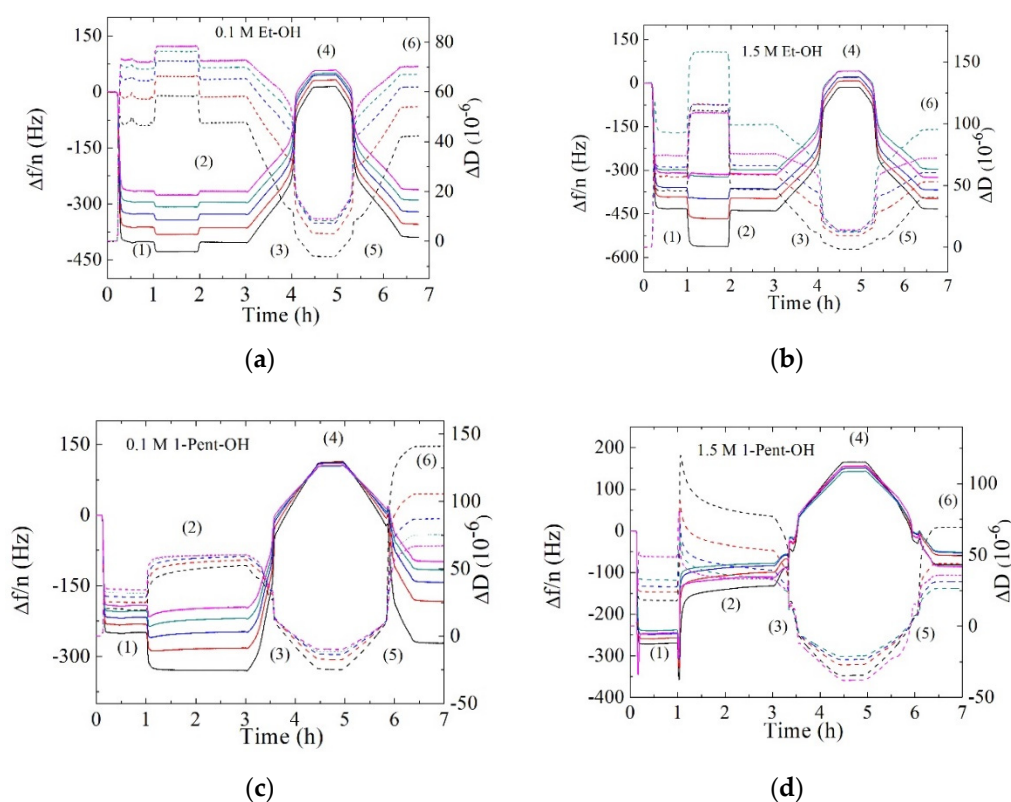 0.1 M Et-OH
(1)
(2)
(3)
(4)
(5)
(6)
150
0
-150
-300
-450
Δf/n (Hz)
80
60
40
20
0
ΔD (10-6)
0 1 2 3 4 5 6 7
Time (h)
(a)
1.5 M Et-OH
(1)
(2)
(3)
(4)
(5)
(6)
150
0
-150
-300
-450
-600
Δf/n (Hz)
150
100
50
0
ΔD (10-6)
0 1 2 3 4 5 6 7
Time (h)
(b)
0.1 M 1-Pent-OH
(1)
(2)
(3)
(4)
(5)
(6)
150
0
-150
-300
Δf/n (Hz)
150
100
50
0
-50
ΔD (10-6)
0 1 2 3 4 5 6 7
Time (h)
(c)
1.5 M 1-Pent-OH
(1)
(2)
(3)
(4)
(5)
(6)
200
100
0
-100
-200
-300
-400
Δf/n (Hz)
100
50
0
-50
ΔD (10-6)
0 1 2 3 4 5 6 7
Time (h)
(d)